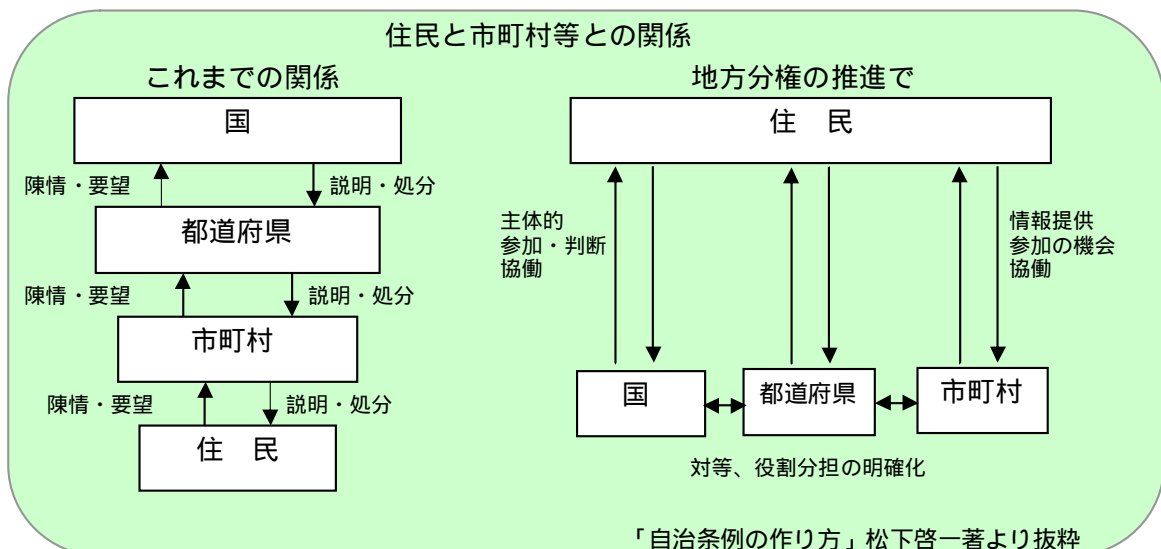 住民と市町村等との関係
これまでの関係
国
陳情・要望
説明・処分
都道府県
陳情・要望
説明・処分
市町村
陳情・要望
説明・処分
住　民
地方分権の推進で
住　民
主体的
参加・判断
協働
情報提供
参加の機会
協働
国
都道府県
市町村
対等、役割分担の明確化
「自治条例の作り方」松下啓一著より抜粋